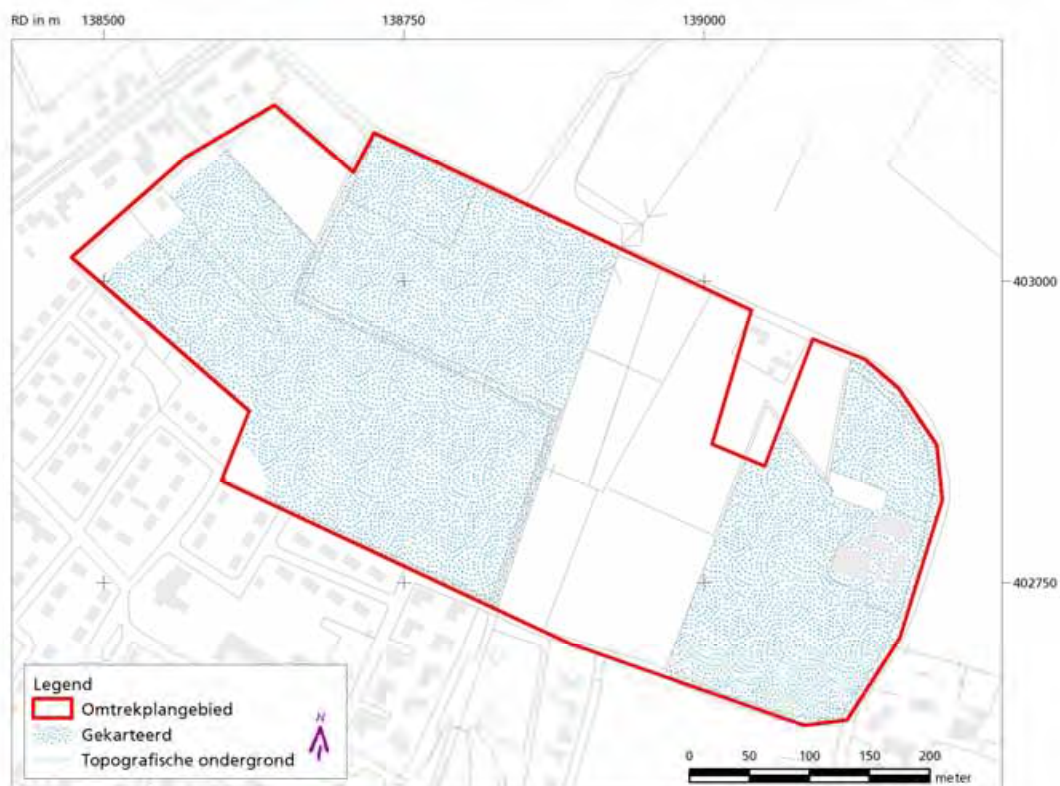 RD in m 138500 138750 139000
403000
402750
Legend
Omtrekplangebied
Gekarteerd
Topografische ondergrond
N
0 50 100 150 200
meter